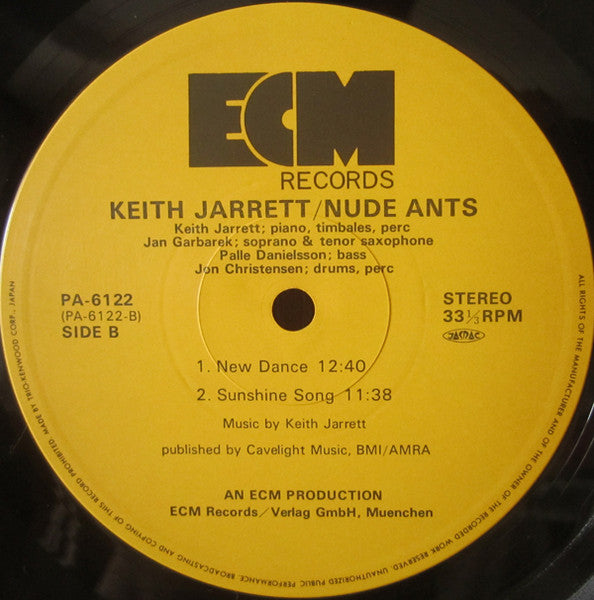 ECM
RECORDS
KEITH JARRETT/NUDE ANTS
Keith Jarrett; piano, timbales, perc
Jan Garbarek; soprano & tenor saxophone
Palle Danielsson; bass
Jon Christensen; drums, perc
PA-6122
(PA-6122-B)
SIDE B
STEREO
33⅓RPM
JASRAC
1. New Dance 12:40
2. Sunshine Song 11:38
Music by Keith Jarrett
published by Cavelight Music, BMI/AMRA
AN ECM PRODUCTION
ECM Records/Verlag GmbH, Muenchen
ALL RIGHTS OF THE MANUFACTURER AND OF THE OWNER OF THE RECORDED WORK RESERVED. UNAUTHORIZED PUBLIC PERFORMANCE, BROADCASTING AND COPYING OF THIS RECORD PROHIBITED. MADE BY TRIO-KENWOOD CORP., JAPAN